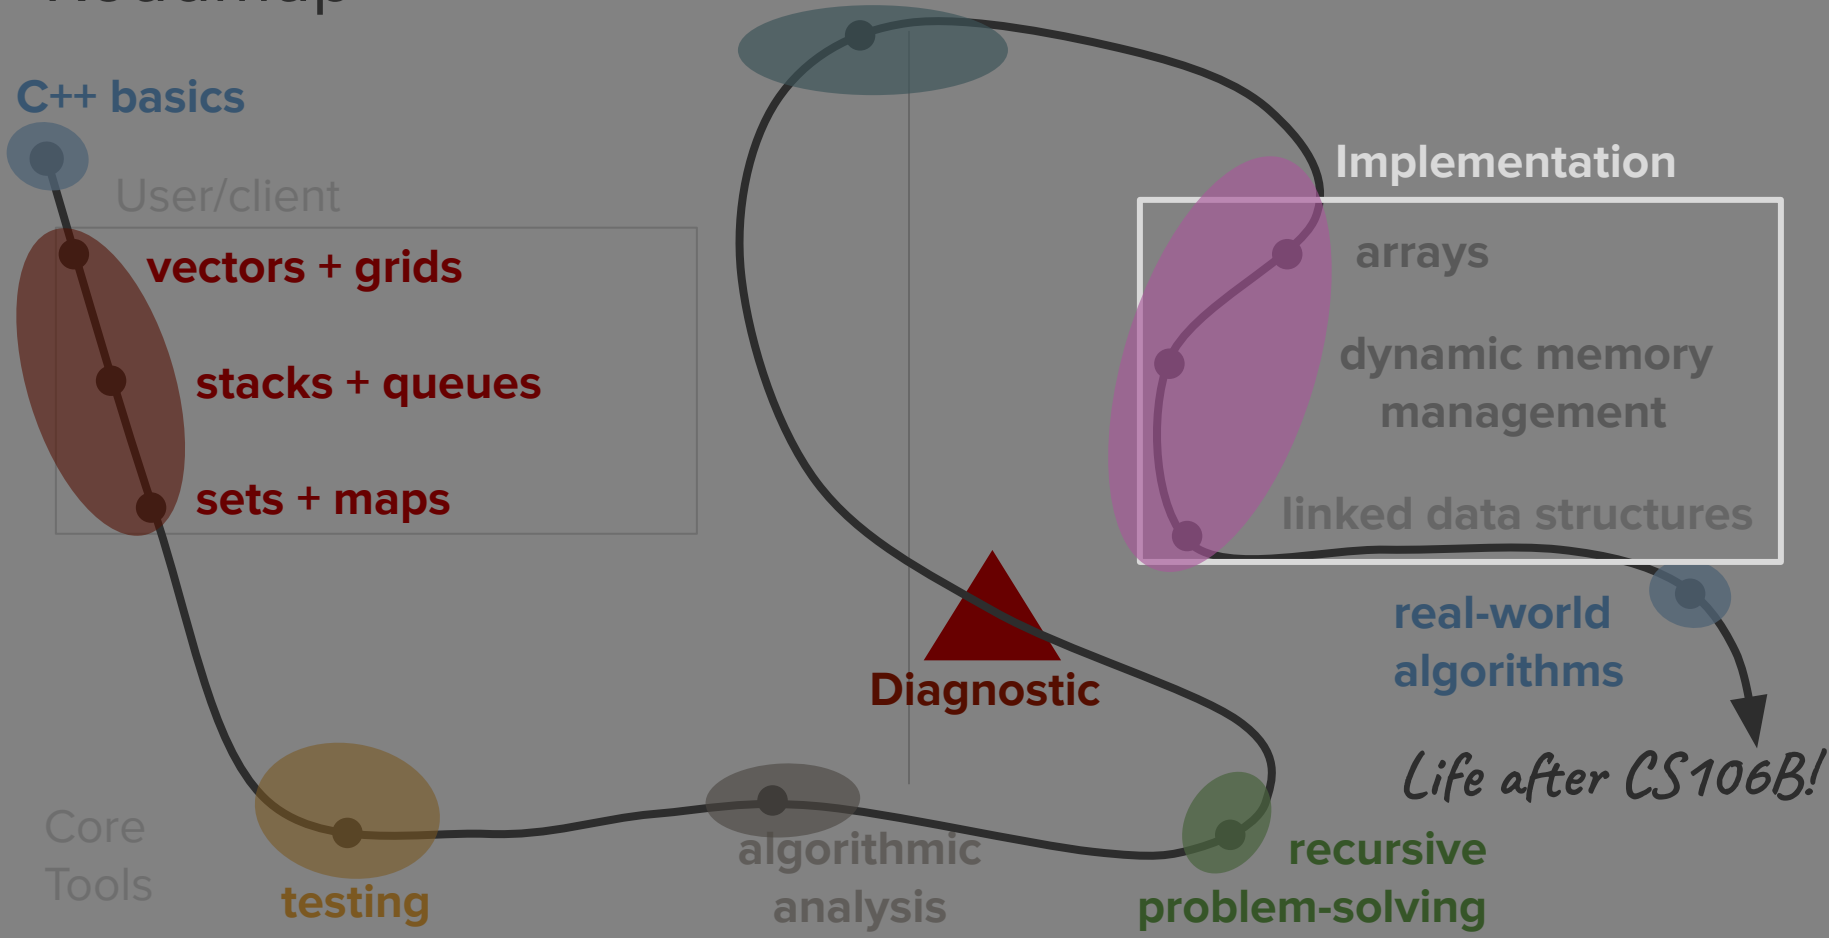 Roadmap
C++ basics
User/client
vectors + grids
stacks + queues
sets + maps
Core
Tools
testing
algorithmic
analysis
recursive
problem-solving
Diagnostic
Implementation
arrays
dynamic memory
management
linked data structures
real-world
algorithms
Life after CS106B!